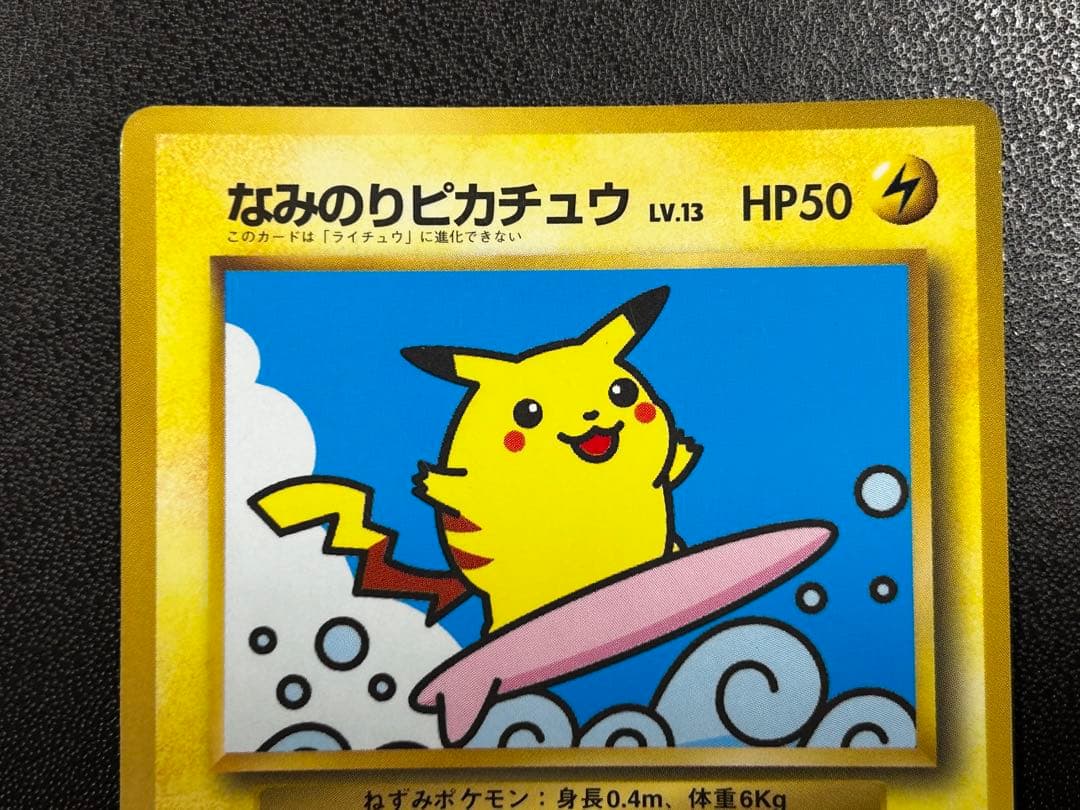 なみのりピカチュウ LV.13 HP50
このカードは「ライチュウ」に進化できない
ねずみポケモン：身長0.4m、体重6Kg